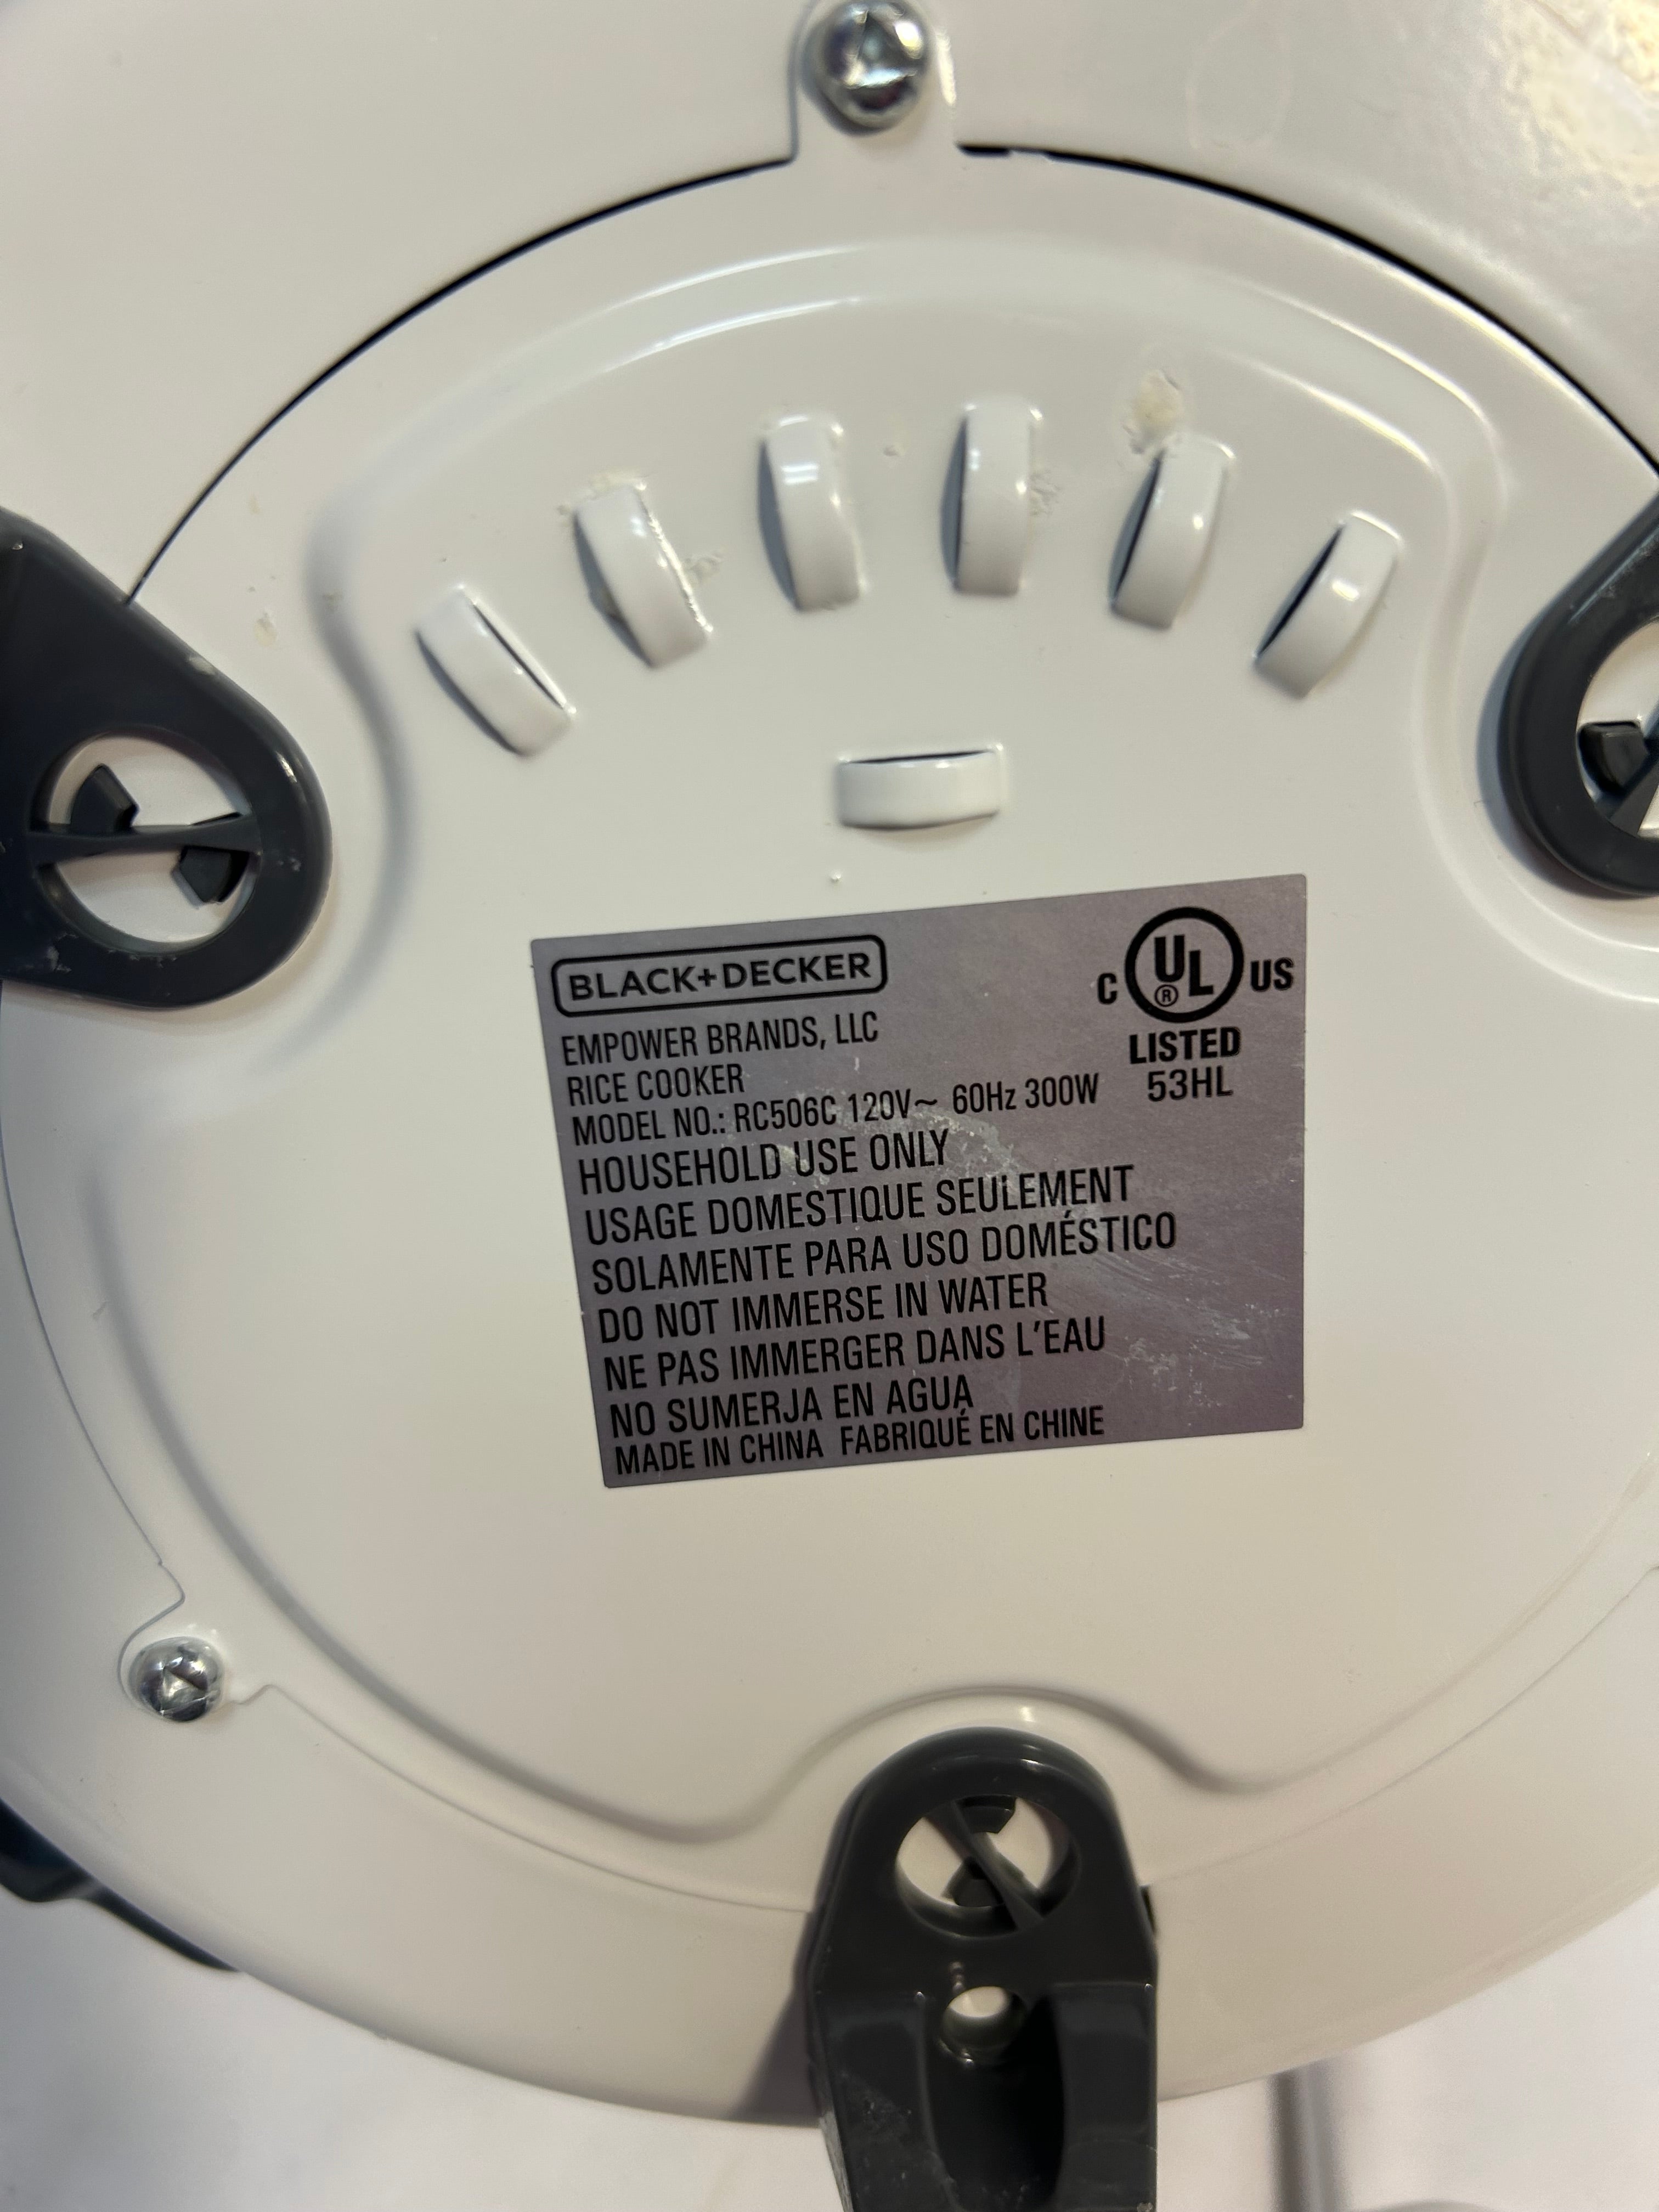 BLACK+DECKER
EMPOWER BRANDS, LLC
RICE COOKER
MODEL NO.: RC506C 120V~ 60Hz 300W
HOUSEHOLD USE ONLY
USAGE DOMESTIQUE SEULEMENT
SOLAMENTE PARA USO DOMÉSTICO
DO NOT IMMERSE IN WATER
NE PAS IMMERGER DANS L'EAU
NO SUMERJA EN AGUA
MADE IN CHINA FABRIQUÉ EN CHINE
C UL® US
LISTED
53HL